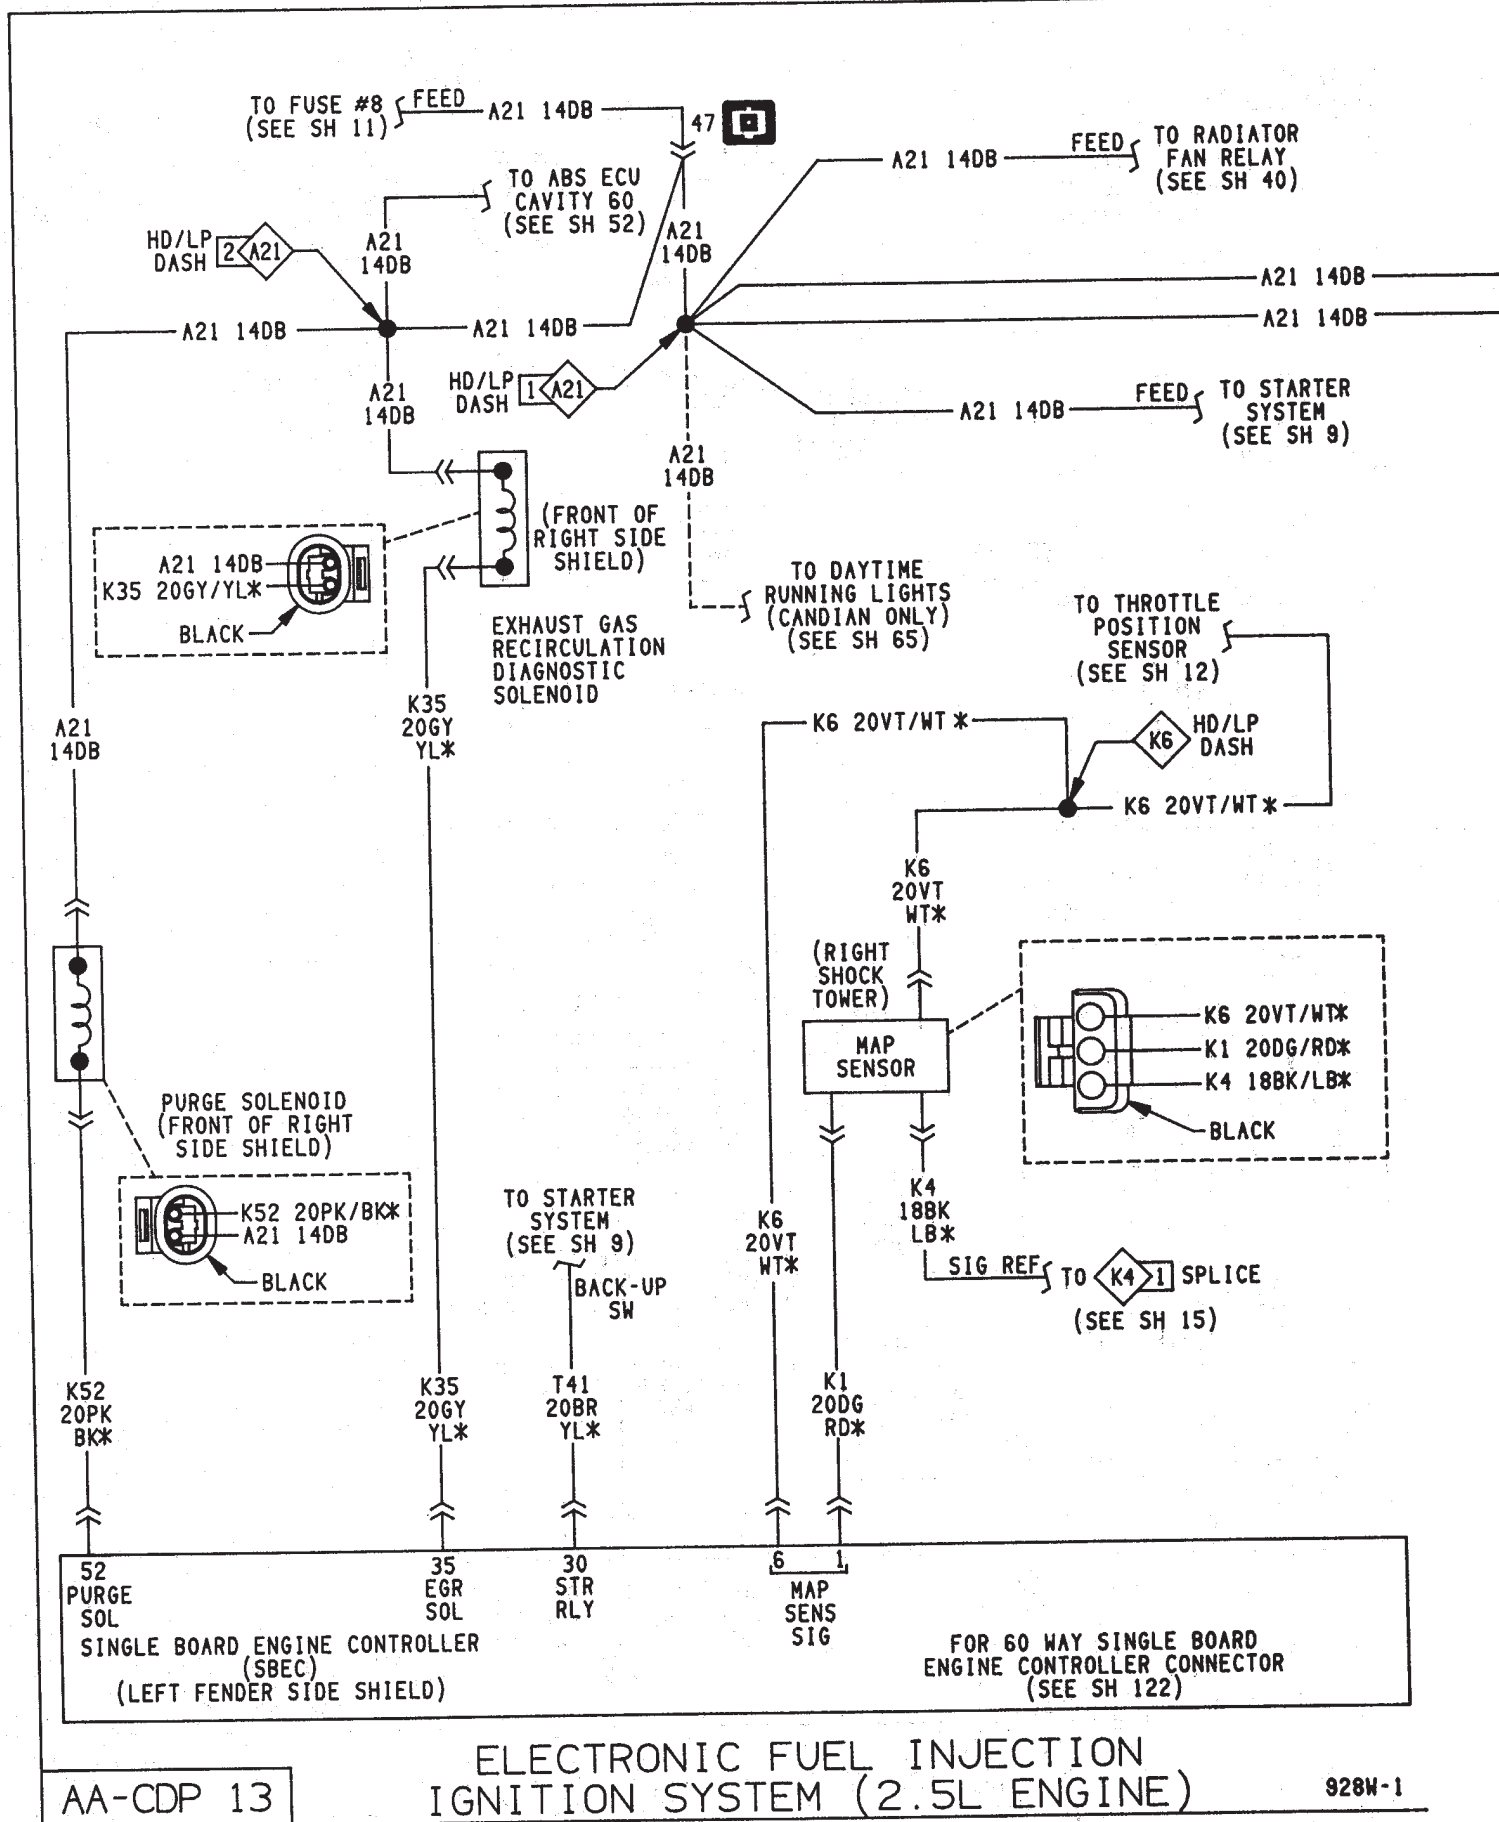 TO FUSE #8 FEED A21 14DB
(SEE SH 11)
47
FEED TO RADIATOR
A21 14DB FAN RELAY
(SEE SH 40)
TO ABS ECU
CAVITY 60
(SEE SH 52)
HD/LP
DASH 2 A21
A21
14DB
A21
14DB
A21 14DB
A21 14DB
A21 14DB
A21 14DB
A21
14DB
HD/LP
DASH 1 A21
FEED TO STARTER
A21 14DB SYSTEM
(SEE SH 9)
A21
14DB
(FRONT OF
RIGHT SIDE
SHIELD)
A21 14DB
K35 20GY/YL*
BLACK
EXHAUST GAS
RECIRCULATION
DIAGNOSTIC
SOLENOID
TO DAYTIME
RUNNING LIGHTS
(CANDIAN ONLY)
(SEE SH 65)
TO THROTTLE
POSITION
SENSOR
(SEE SH 12)
A21
14DB
K35
20GY
YL*
K6 20VT/WT*
K6 HD/LP
DASH
K6 20VT/WT*
K6
20VT
WT*
(RIGHT
SHOCK
TOWER)
MAP
SENSOR
K6 20VT/WT*
K1 20DG/RD*
K4 18BK/LB*
BLACK
PURGE SOLENOID
(FRONT OF RIGHT
SIDE SHIELD)
K52 20PK/BK*
A21 14DB
BLACK
TO STARTER
SYSTEM
(SEE SH 9)
BACK-UP
SW
K6
20VT
WT*
K4
18BK
LB*
SIG REF TO K4 1 SPLICE
(SEE SH 15)
K52
20PK
BK*
K35
20GY
YL*
T41
20BR
YL*
K1
20DG
RD*
52
PURGE
SOL
35
EGR
SOL
30
STR
RLY
6 1
MAP
SENS
SIG
SINGLE BOARD ENGINE CONTROLLER
(SBEC)
(LEFT FENDER SIDE SHIELD)
FOR 60 WAY SINGLE BOARD
ENGINE CONTROLLER CONNECTOR
(SEE SH 122)
AA-CDP 13
ELECTRONIC FUEL INJECTION
IGNITION SYSTEM (2.5L ENGINE)
928W-1